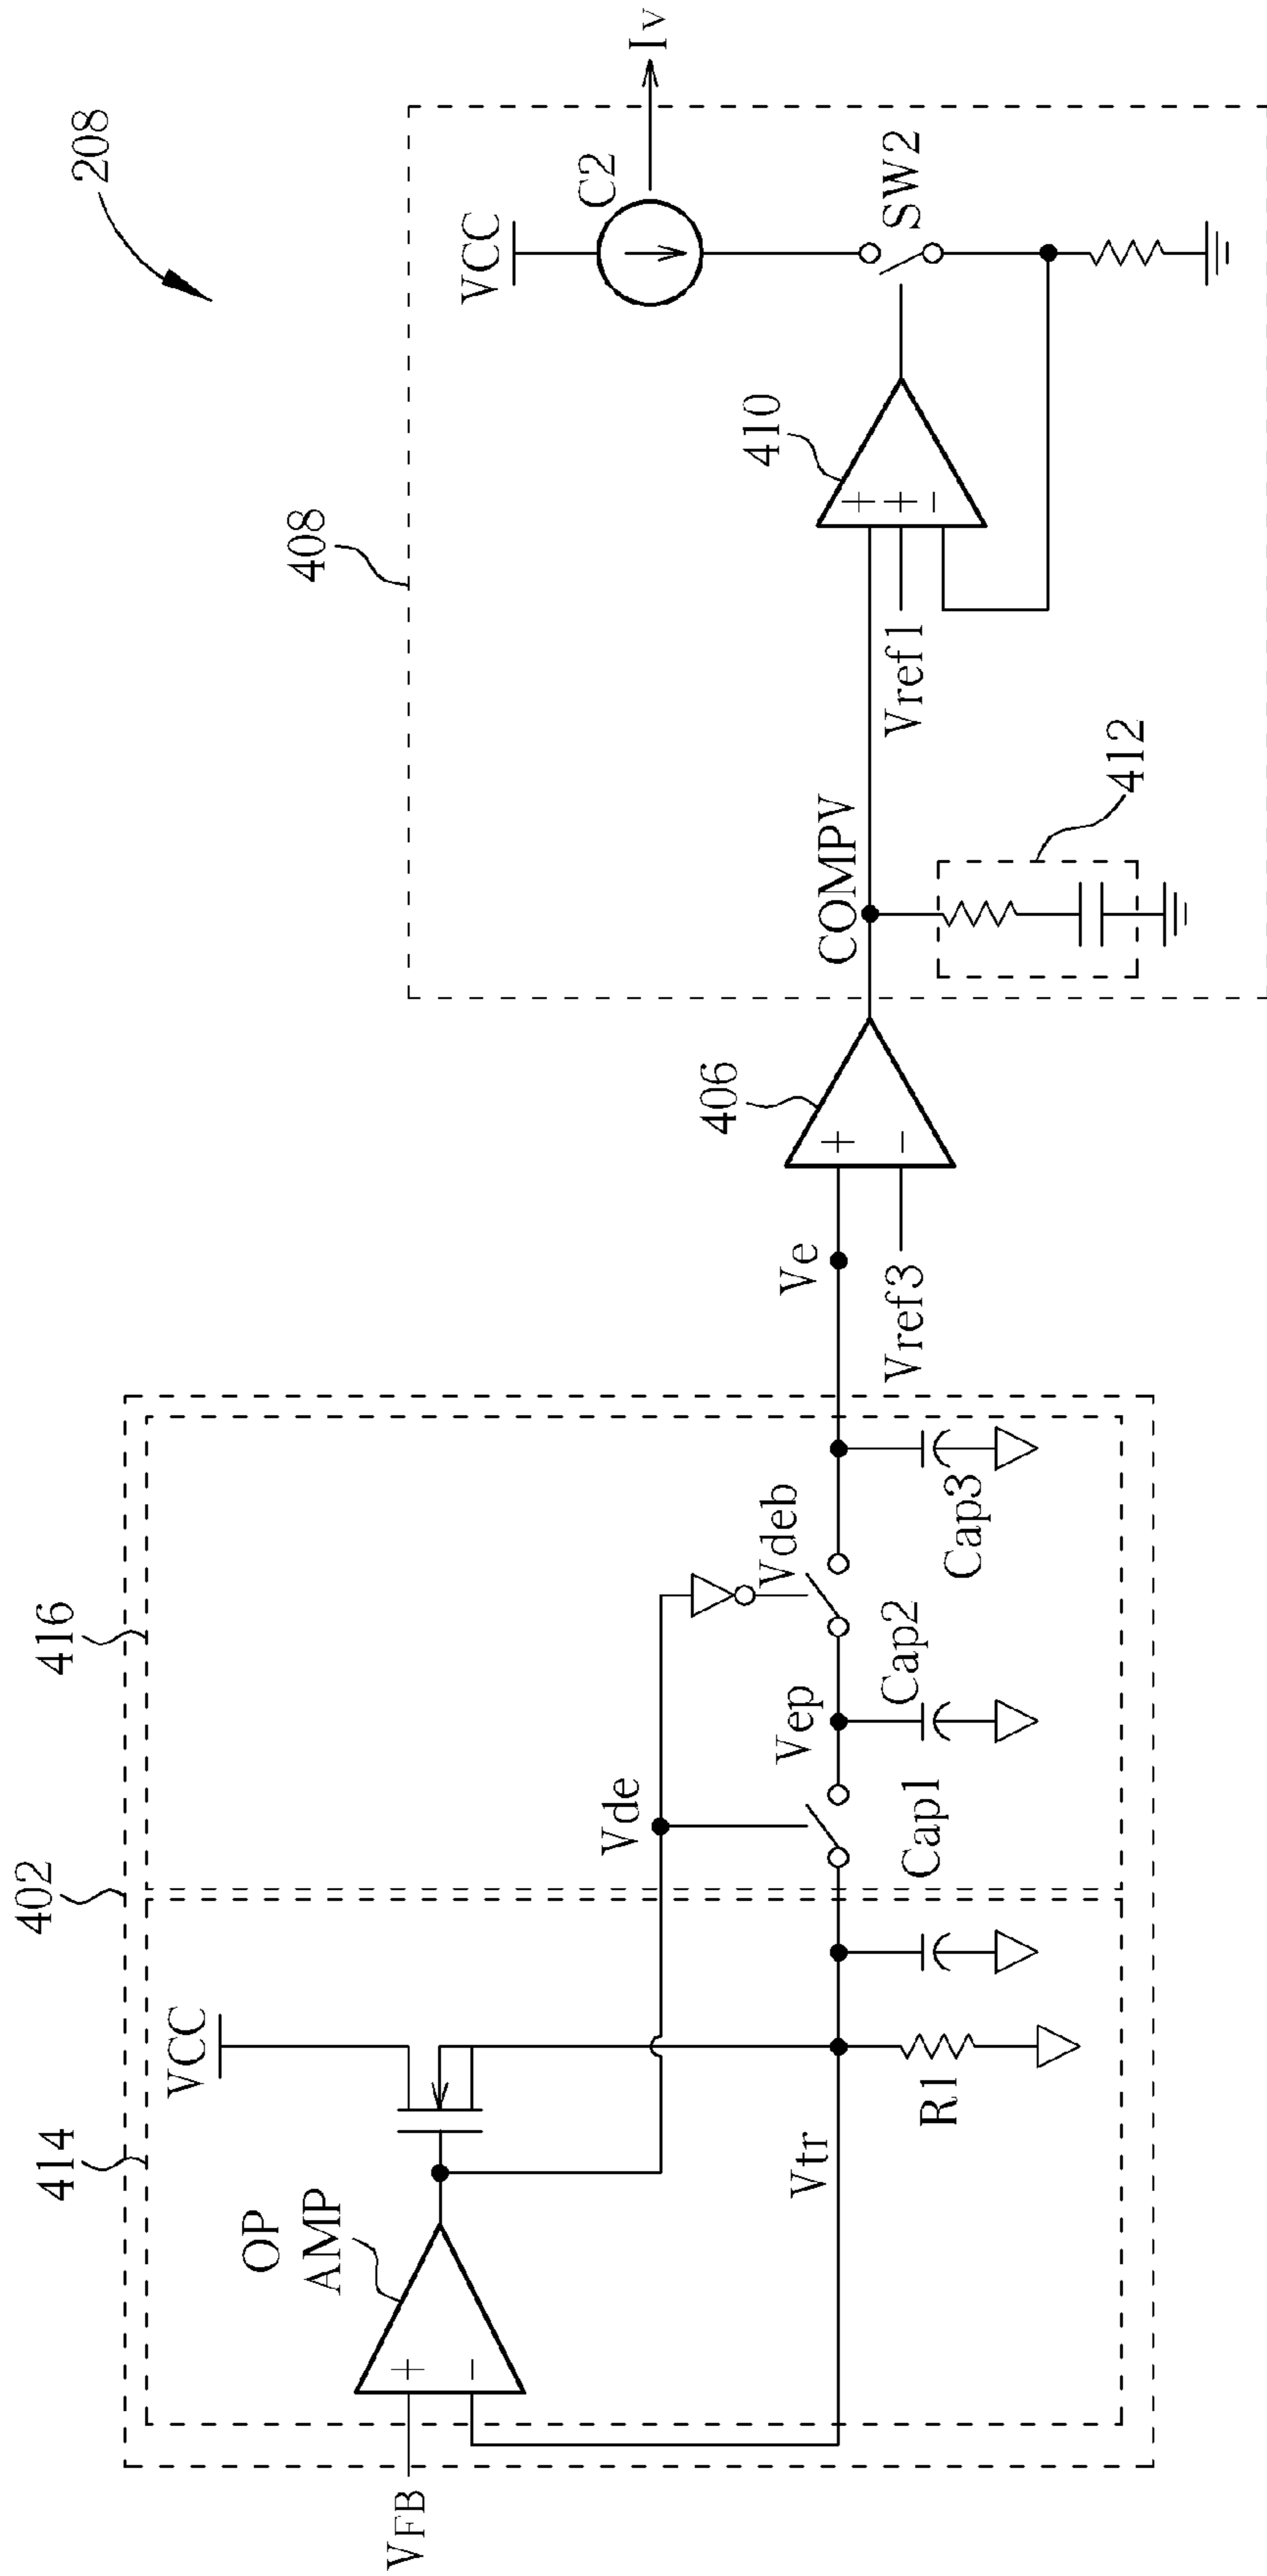 208
402
414
416
VCC
OP
AMP
+
−
VFB
Vtr
R1
Vde
Cap1
Vep
Cap2
Vdeb
Cap3
Ve
Vref3
406
+
−
408
COMPV
412
Vref1
410
+
+
−
VCC
C2
Iv
SW2